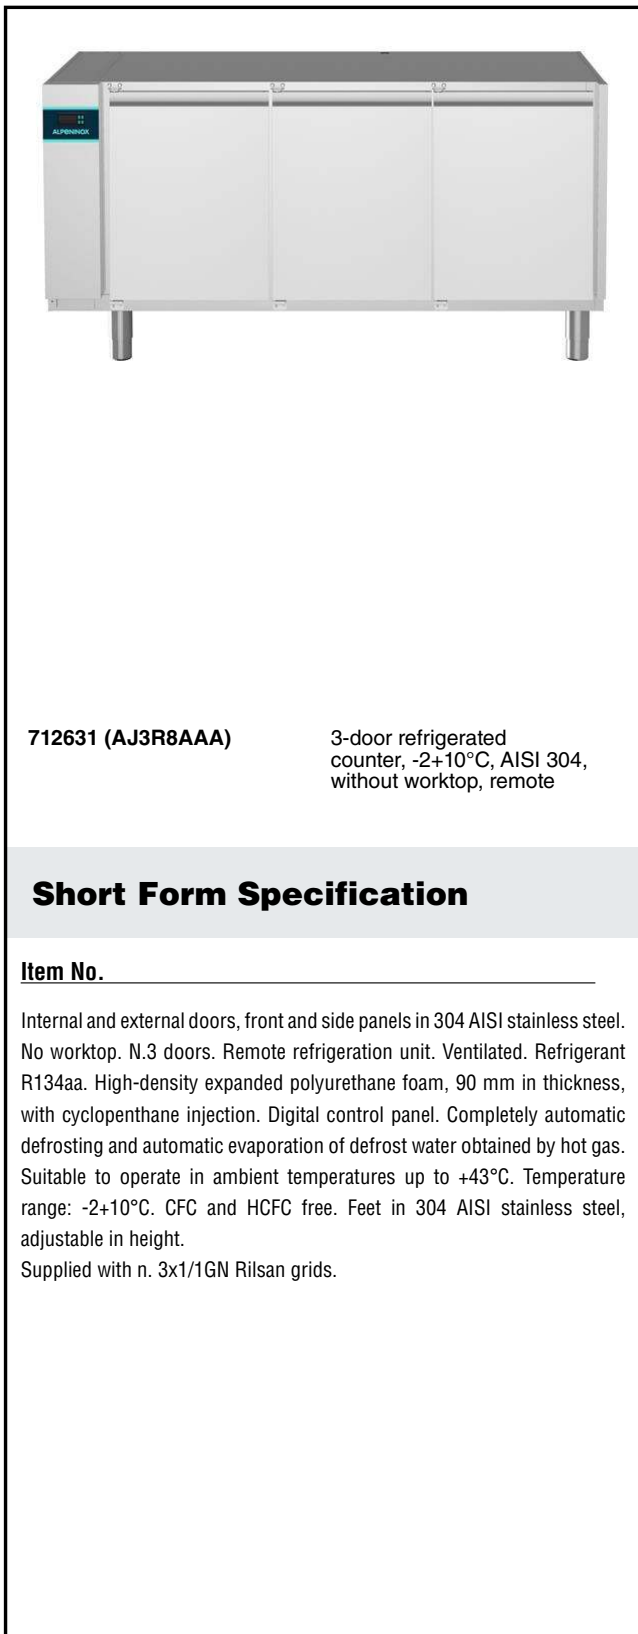 ALPENINOX
712631 (AJ3R8AAA)
3-door refrigerated
counter, -2+10°C, AISI 304,
without worktop, remote
Short Form Specification
Item No.
Internal and external doors, front and side panels in 304 AISI stainless steel.
No worktop. N.3 doors. Remote refrigeration unit. Ventilated. Refrigerant
R134aa. High-density expanded polyurethane foam, 90 mm in thickness,
with cyclopenthane injection. Digital control panel. Completely automatic
defrosting and automatic evaporation of defrost water obtained by hot gas.
Suitable to operate in ambient temperatures up to +43°C. Temperature
range: -2+10°C. CFC and HCFC free. Feet in 304 AISI stainless steel,
adjustable in height.
Supplied with n. 3x1/1GN Rilsan grids.